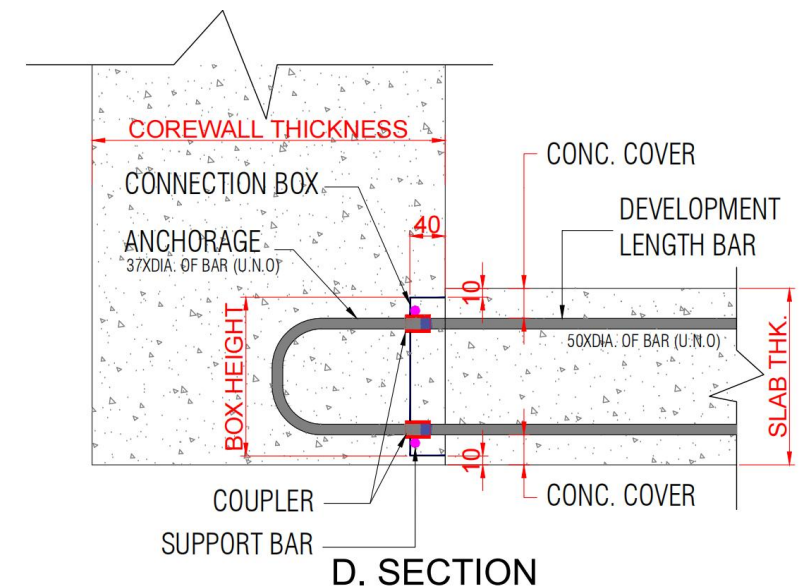 COREWALL THICKNESS
CONC. COVER
CONNECTION BOX
40
DEVELOPMENT
LENGTH BAR
ANCHORAGE
37XDIA. OF BAR (U.N.O)
10
50XDIA. OF BAR (U.N.O)
BOX HEIGHT
SLAB THK.
10
COUPLER
CONC. COVER
SUPPORT BAR
D. SECTION